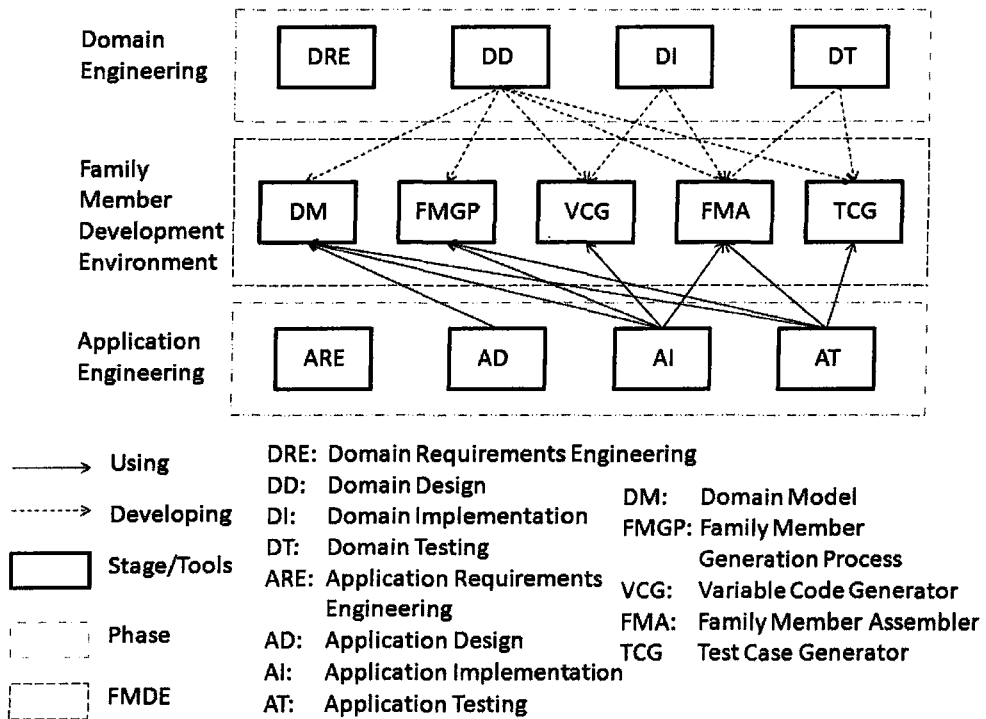 Domain
Engineering
DRE
DD
DI
DT
Family
Member
Development
Environment
DM
FMGP
VCG
FMA
TCG
Application
Engineering
ARE
AD
AI
AT
Using
Developing
Stage/Tools
Phase
FMDE
DRE: Domain Requirements Engineering
DD: Domain Design
DI: Domain Implementation
DT: Domain Testing
ARE: Application Requirements
Engineering
AD: Application Design
AI: Application Implementation
AT: Application Testing
DM: Domain Model
FMGP: Family Member
Generation Process
VCG: Variable Code Generator
FMA: Family Member Assembler
TCG Test Case Generator